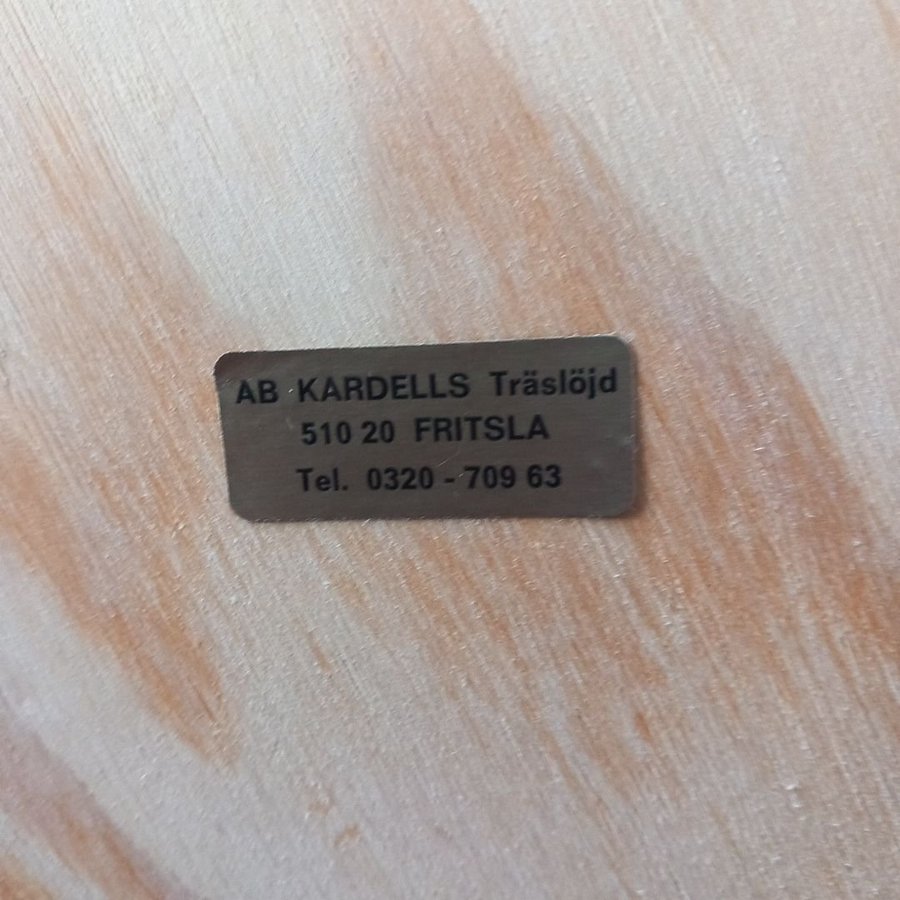 AB KARDELLS Träslöjd
510 20 FRITSLA
Tel. 0320 - 709 63